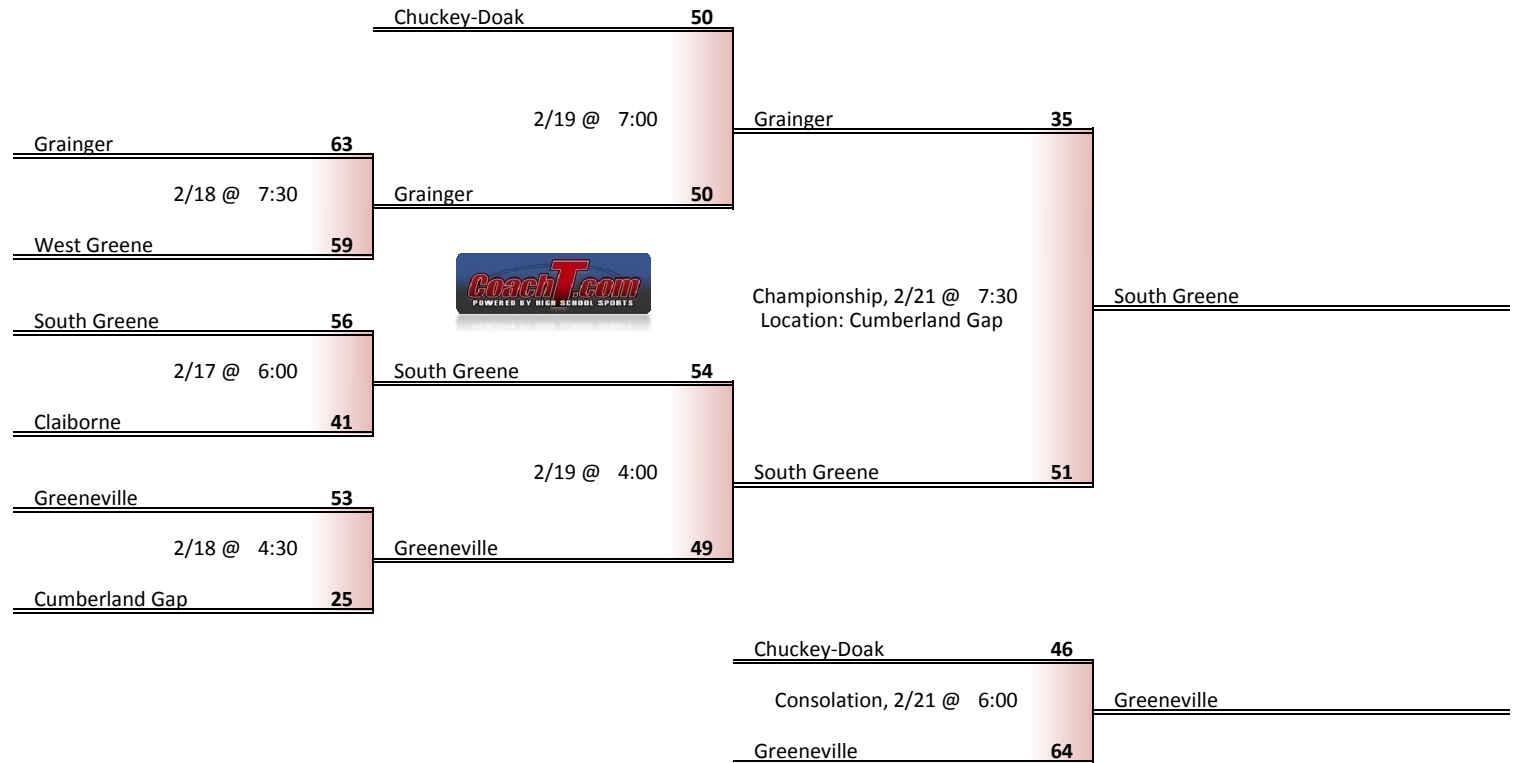 Chuckey-Doak 50
2/19 @ 7:00
Grainger 35
Grainger 63
2/18 @ 7:30
Grainger 50
West Greene 59
CoachT.com
POWERED BY HIGH SCHOOL SPORTS
Championship, 2/21 @ 7:30
Location: Cumberland Gap
South Greene
South Greene 56
2/17 @ 6:00
South Greene 54
Claiborne 41
2/19 @ 4:00
South Greene 51
Greeneville 53
2/18 @ 4:30
Greeneville 49
Cumberland Gap 25
Chuckey-Doak 46
Consolation, 2/21 @ 6:00
Greeneville
Greeneville 64